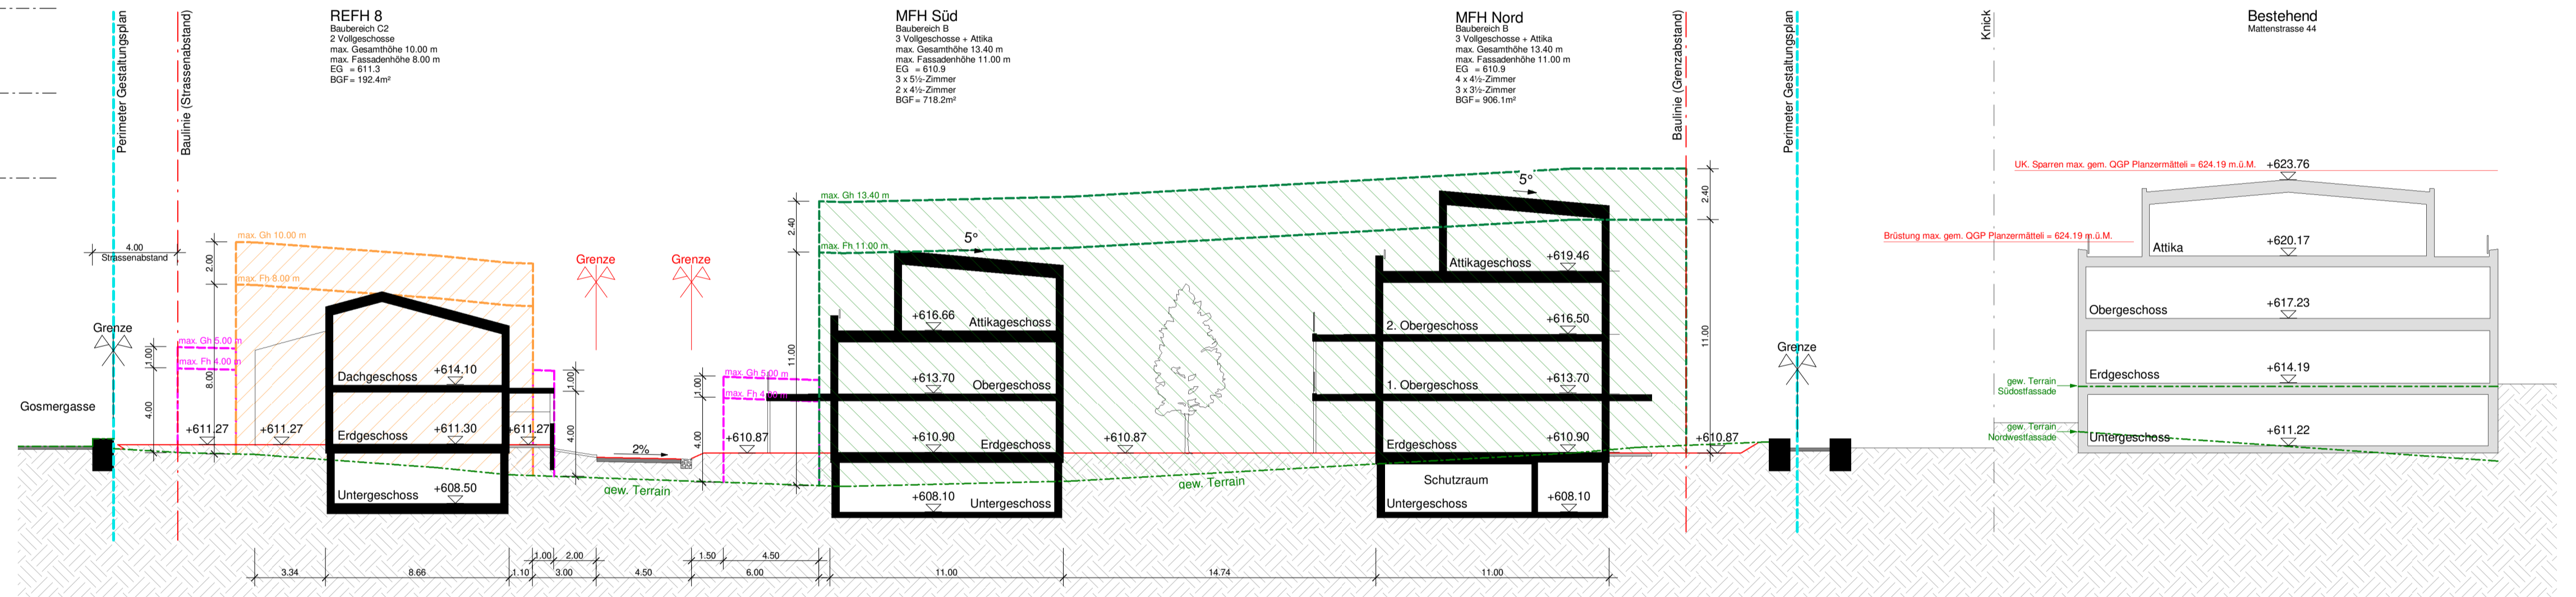 REFH 8
Baubereich C2
2 Vollgeschosse
max. Gesamthöhe 10.00 m
max. Fassadenhöhe 8.00 m
EG = 611.3
BGF = 192.4m²
MFH Süd
Baubereich B
3 Vollgeschosse + Attika
max. Gesamthöhe 13.40 m
max. Fassadenhöhe 11.00 m
EG = 610.9
3 x 5½-Zimmer
2 x 4½-Zimmer
BGF = 718.2m²
MFH Nord
Baubereich B
3 Vollgeschosse + Attika
max. Gesamthöhe 13.40 m
max. Fassadenhöhe 11.00 m
EG = 610.9
4 x 4½-Zimmer
3 x 3½-Zimmer
BGF = 906.1m²
Bestehend
Mattenstrasse 44
Perimeter Gestaltungsplan
Baulinie (Strassenabstand)
Baulinie (Grenzabstand)
Perimeter Gestaltungsplan
Knick
4.00
Strassenabstand
Grenze
Gosmergasse
max. Gh 5.00 m
max. Fh 4.00 m
1.00
4.00
2.00
8.00
max. Gh 10.00 m
max. Fh 8.00 m
+611.27
+611.27
Dachgeschoss
+614.10
Erdgeschoss
+611.30
+611.27
Untergeschoss
+608.50
1.00
4.00
Grenze
Grenze
2%
gew. Terrain
1.00
4.00
max. Gh 5.00 m
max. Fh 4.00 m
+610.87
2.40
11.00
max. Gh 13.40 m
max. Fh 11.00 m
5°
+616.66
Attikageschoss
+613.70
Obergeschoss
+610.90
Erdgeschoss
+608.10
Untergeschoss
+610.87
gew. Terrain
5°
Attikageschoss
+619.46
2. Obergeschoss
+616.50
1. Obergeschoss
+613.70
Erdgeschoss
+610.90
Schutzraum
Untergeschoss
+608.10
2.40
11.00
+610.87
Grenze
UK. Sparren max. gem. QGP Planzermätteli = 624.19 m.ü.M.
+623.76
Brüstung max. gem. QGP Planzermätteli = 624.19 m.ü.M.
Attika
+620.17
Obergeschoss
+617.23
Erdgeschoss
+614.19
gew. Terrain
Südostfassade
gew. Terrain
Nordwestfassade
Untergeschoss
+611.22
1.00
2.00
1.50
4.50
3.34
8.66
1.10
3.00
4.50
6.00
11.00
14.74
11.00